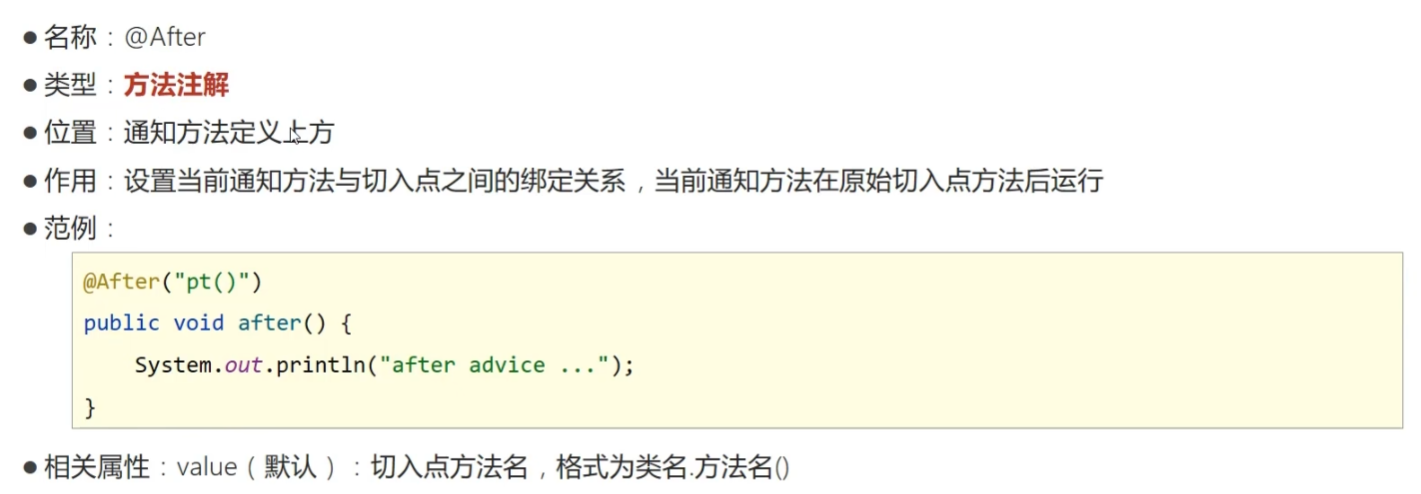 ● 名称：@After
● 类型：方法注解
● 位置：通知方法定义上方
● 作用：设置当前通知方法与切入点之间的绑定关系，当前通知方法在原始切入点方法后运行
● 范例：
@After("pt()")
public void after() {
    System.out.println("after advice ...");
}
● 相关属性：value（默认）：切入点方法名，格式为类名.方法名()